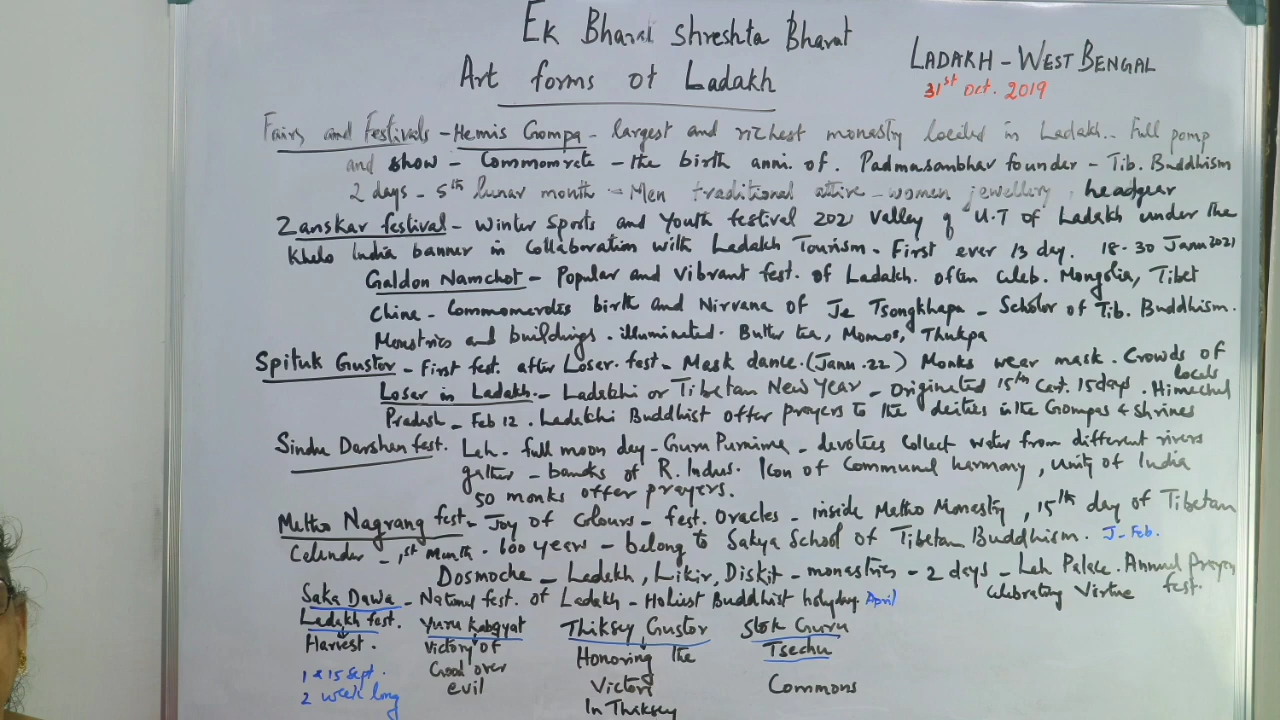 Ek Bharat Shreshta Bharat
Art forms of Ladakh
LADAKH - WEST BENGAL
31st Oct. 2019
Fairs and Festivals - Hemis Gompa - largest and richest monasty located in Ladakh.. Full pomp
and show - Commomrate - the birth anni. of. Padmasambhav founder - Tib. Buddhism
2 days - 5th lunar month - Men traditional attire - women jewellery, headgear
Zanskar festival - Winter Sports and Youth festival 2021 Valley of U.T of Ladakh under the
Khelo India banner in Collaboration with Ladakh Tourism - First ever 13 day. 18-30 Jann 2021
Galdon Namchot - Popular and Vibrant fest. of Ladakh. often celeb. Mongolia, Tibet
China - Commomerates birth and Nirvana of Je Tsongkhapa - Scholor of Tib. Buddhism.
Monstries and buildings. illuminated. Butter tea, Momos, Thukpa
Spituk Gustor - First fest. after Loser. fest - Mask dance. (Jann. 22) Monks wear mask. Crowds of
locals
Loser in Ladakh. - Ladakhi or Tibetan New Year - Originated 15th Cent. 15 days. Himachal
Pradesh - Feb 12. Ladakhi Buddhist offer prayers to the deities in the Gompas & Shrines
Sindu Darshan fest. Leh - full moon day - Guru Purnima - devotees Collect water from different rivers
gather - banks of R. Indus. Icon of Communal harmony, unity of India
50 monks offer prayers.
Matho Nagrang fest - Joy of Colours - fest. Oracles - inside Matho Monastry, 15th day of Tibetan
Calender - 1st Month - 600 years - belong to Sakya School of Tibetan Buddhism. J-Feb.
Dosmoche - Ladakh, Likir, Diskit - monastries - 2 days - Leh Palace. Annual Prayer
fest.
celebrating Virtue
Saka Dawa - National fest. of Ladakh - Holiest Buddhist holyday April
Ladakh fest. Yuru Kabgyat Thiksey Gustor Stok Guru
Tsechu
Harvest. Victory of Honoring the
Good over
1 & 15 Sept. evil Victory Commons
2 week long In Thiksey